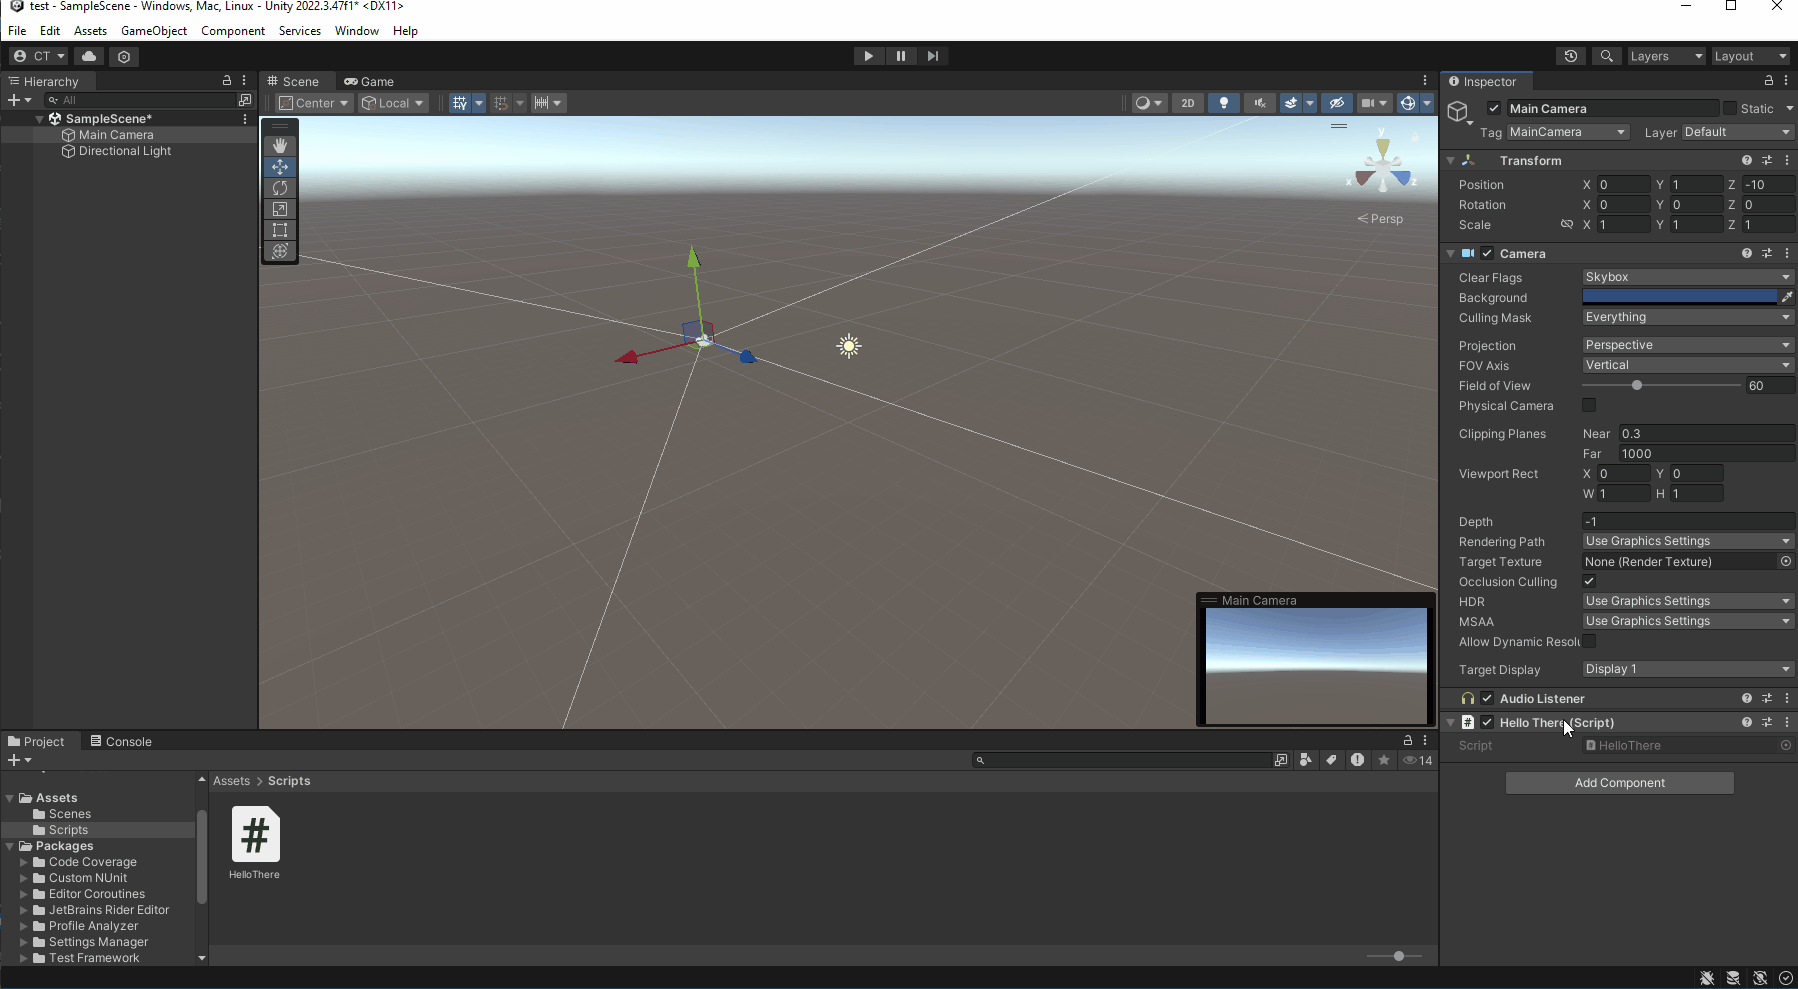 test - SampleScene - Windows, Mac, Linux - Unity 2022.3.47f1* <DX11>
File Edit Assets GameObject Component Services Window Help
CT
Layers Layout
Hierarchy
All
SampleScene*
Main Camera
Directional Light
Scene Game
Center Local 2D
y
x z
Persp
Main Camera
Inspector
Main Camera Static
Tag MainCamera Layer Default
Transform
Position X 0 Y 1 Z -10
Rotation X 0 Y 0 Z 0
Scale X 1 Y 1 Z 1
Camera
Clear Flags Skybox
Background
Culling Mask Everything
Projection Perspective
FOV Axis Vertical
Field of View 60
Physical Camera
Clipping Planes Near 0.3
Far 1000
Viewport Rect X 0 Y 0
W 1 H 1
Depth -1
Rendering Path Use Graphics Settings
Target Texture None (Render Texture)
Occlusion Culling
HDR Use Graphics Settings
MSAA Use Graphics Settings
Allow Dynamic Resolu
Target Display Display 1
Audio Listener
# Hello There (Script)
Script # HelloThere
Add Component
Project Console
14
Assets
Scenes
Scripts
Packages
Code Coverage
Custom NUnit
Editor Coroutines
JetBrains Rider Editor
Profile Analyzer
Settings Manager
Test Framework
Assets > Scripts
#
HelloThere